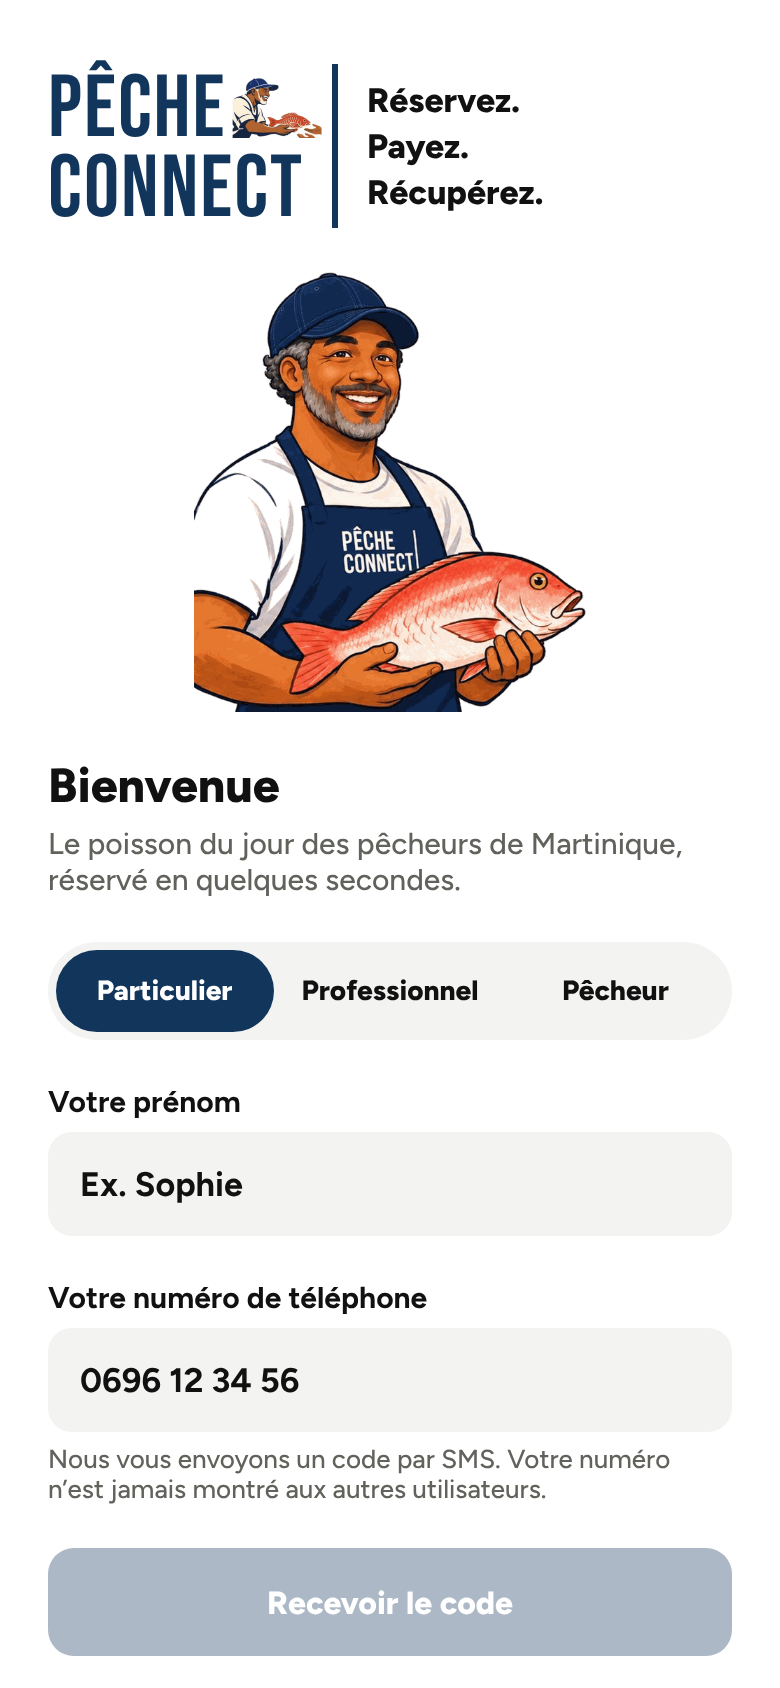 PÊCHE
CONNECT
Réservez.
Payez.
Récupérez.
PÊCHE
CONNECT
Bienvenue
Le poisson du jour des pêcheurs de Martinique,
réservé en quelques secondes.
Particulier Professionnel Pêcheur
Votre prénom
Ex. Sophie
Votre numéro de téléphone
0696 12 34 56
Nous vous envoyons un code par SMS. Votre numéro
n’est jamais montré aux autres utilisateurs.
Recevoir le code